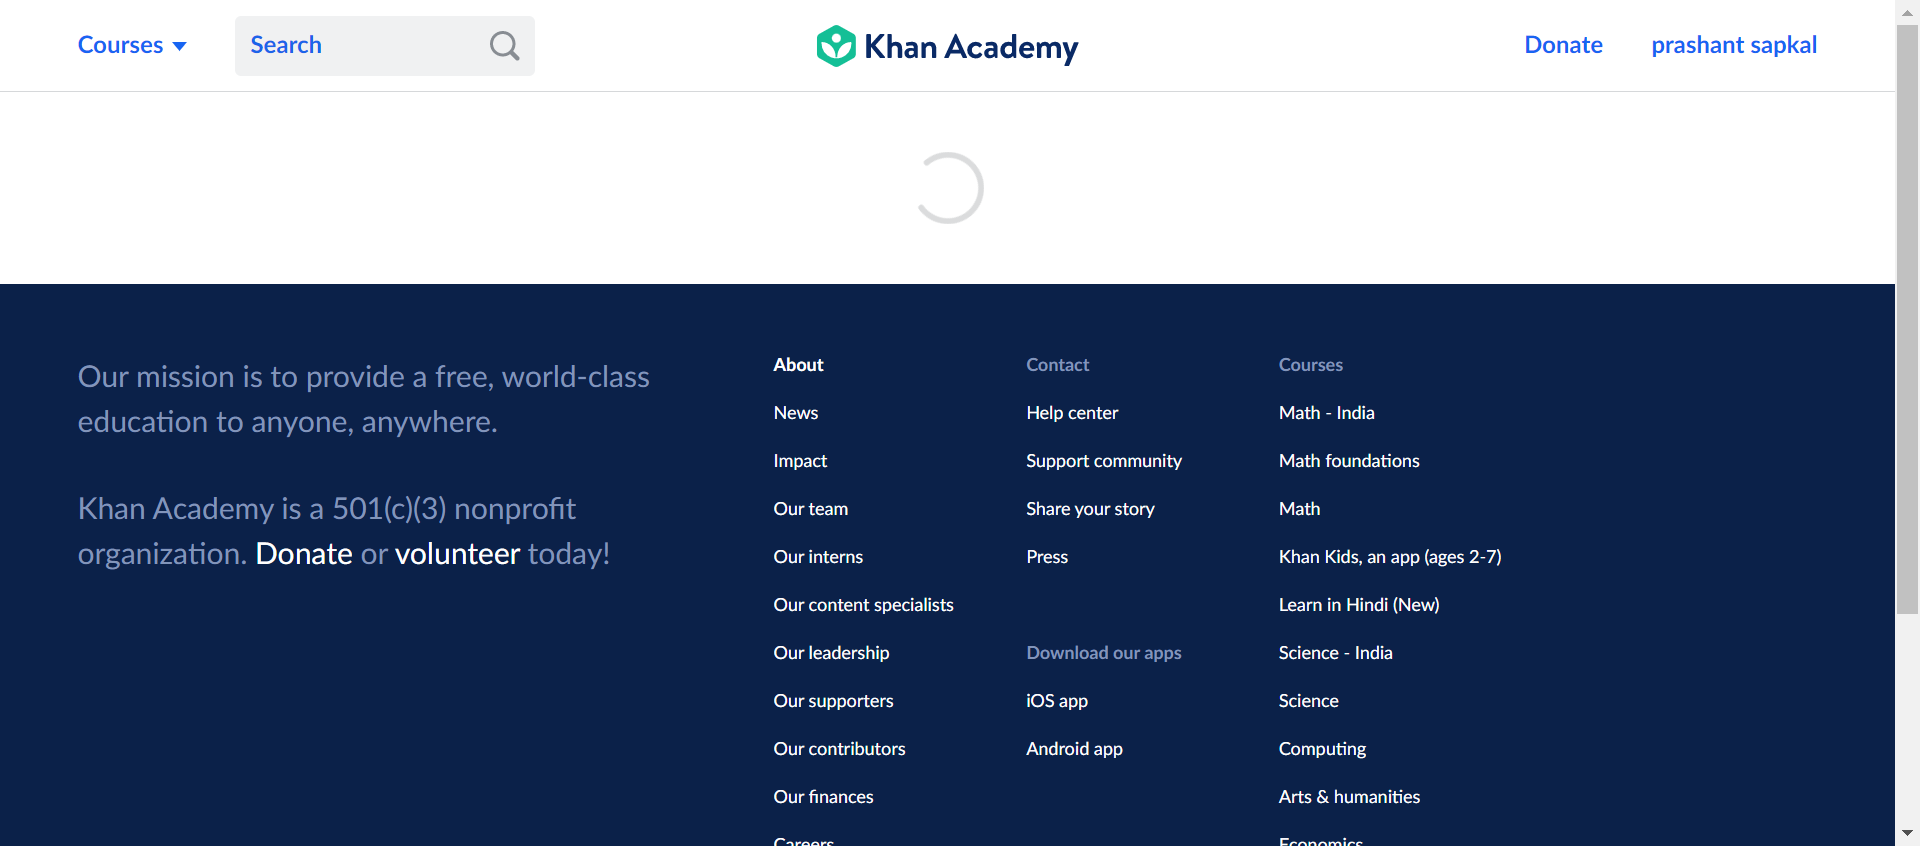 Courses
Search
Khan Academy
Donate
prashant sapkal
Our mission is to provide a free, world-class
education to anyone, anywhere.
Khan Academy is a 501(c)(3) nonprofit
organization. Donate or volunteer today!
About
News
Impact
Our team
Our interns
Our content specialists
Our leadership
Our supporters
Our contributors
Our finances
Careers
Contact
Help center
Support community
Share your story
Press
Download our apps
iOS app
Android app
Courses
Math - India
Math foundations
Math
Khan Kids, an app (ages 2-7)
Learn in Hindi (New)
Science - India
Science
Computing
Arts & humanities
Economics